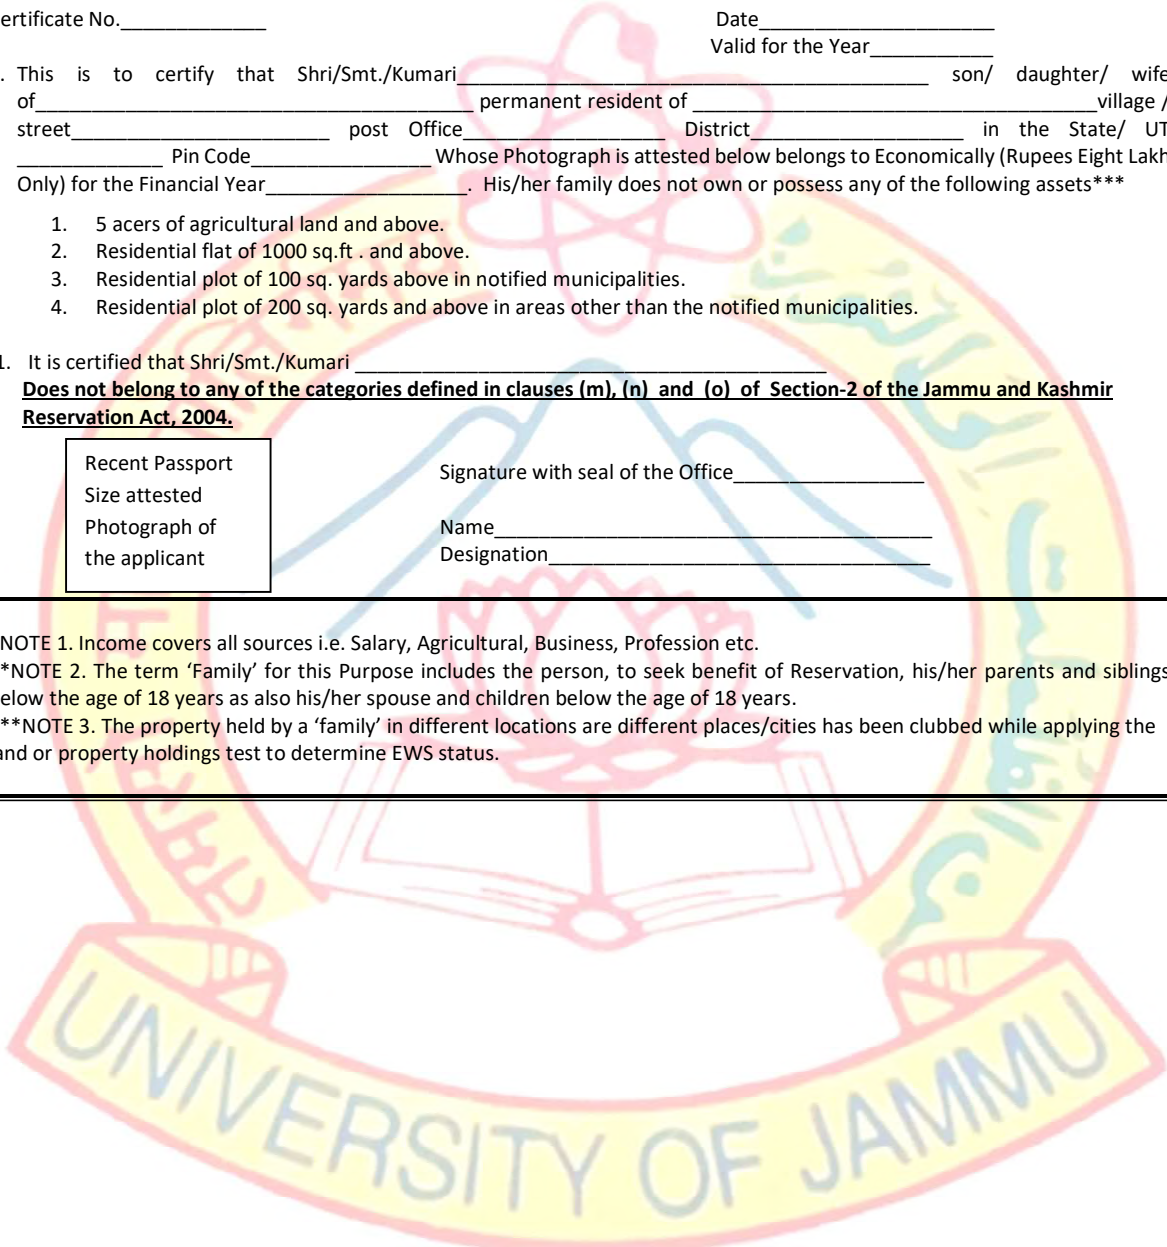 ertificate No._____________ Date_____________________
Valid for the Year___________
. This is to certify that Shri/Smt./Kumari__________________________________________ son/ daughter/ wife
of_______________________________________ permanent resident of ____________________________________village /
street_______________________ post Office__________________ District___________________ in the State/ UT
_____________ Pin Code________________ Whose Photograph is attested below belongs to Economically (Rupees Eight Lakh
Only) for the Financial Year__________________. His/her family does not own or possess any of the following assets***
1. 5 acers of agricultural land and above.
2. Residential flat of 1000 sq.ft . and above.
3. Residential plot of 100 sq. yards above in notified municipalities.
4. Residential plot of 200 sq. yards and above in areas other than the notified municipalities.
1. It is certified that Shri/Smt./Kumari __________________________________________
Does not belong to any of the categories defined in clauses (m), (n) and (o) of Section-2 of the Jammu and Kashmir
Reservation Act, 2004.
Recent Passport
Size attested
Photograph of
the applicant
Signature with seal of the Office_________________
Name_______________________________________
Designation__________________________________
NOTE 1. Income covers all sources i.e. Salary, Agricultural, Business, Profession etc.
*NOTE 2. The term ‘Family’ for this Purpose includes the person, to seek benefit of Reservation, his/her parents and siblings
elow the age of 18 years as also his/her spouse and children below the age of 18 years.
**NOTE 3. The property held by a ‘family’ in different locations are different places/cities has been clubbed while applying the
and or property holdings test to determine EWS status.
UNIVERSITY OF JAMMU